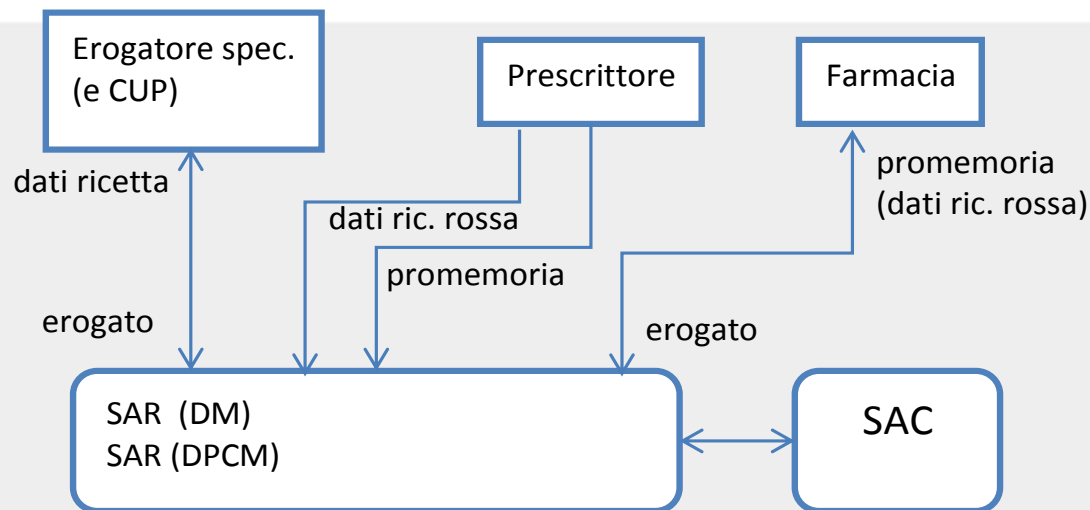 Erogatore spec.
(e CUP)
Prescrittore
Farmacia
dati ricetta
promemoria
(dati ric. rossa)
dati ric. rossa
promemoria
erogato
erogato
SAR (DM)
SAR (DPCM)
SAC